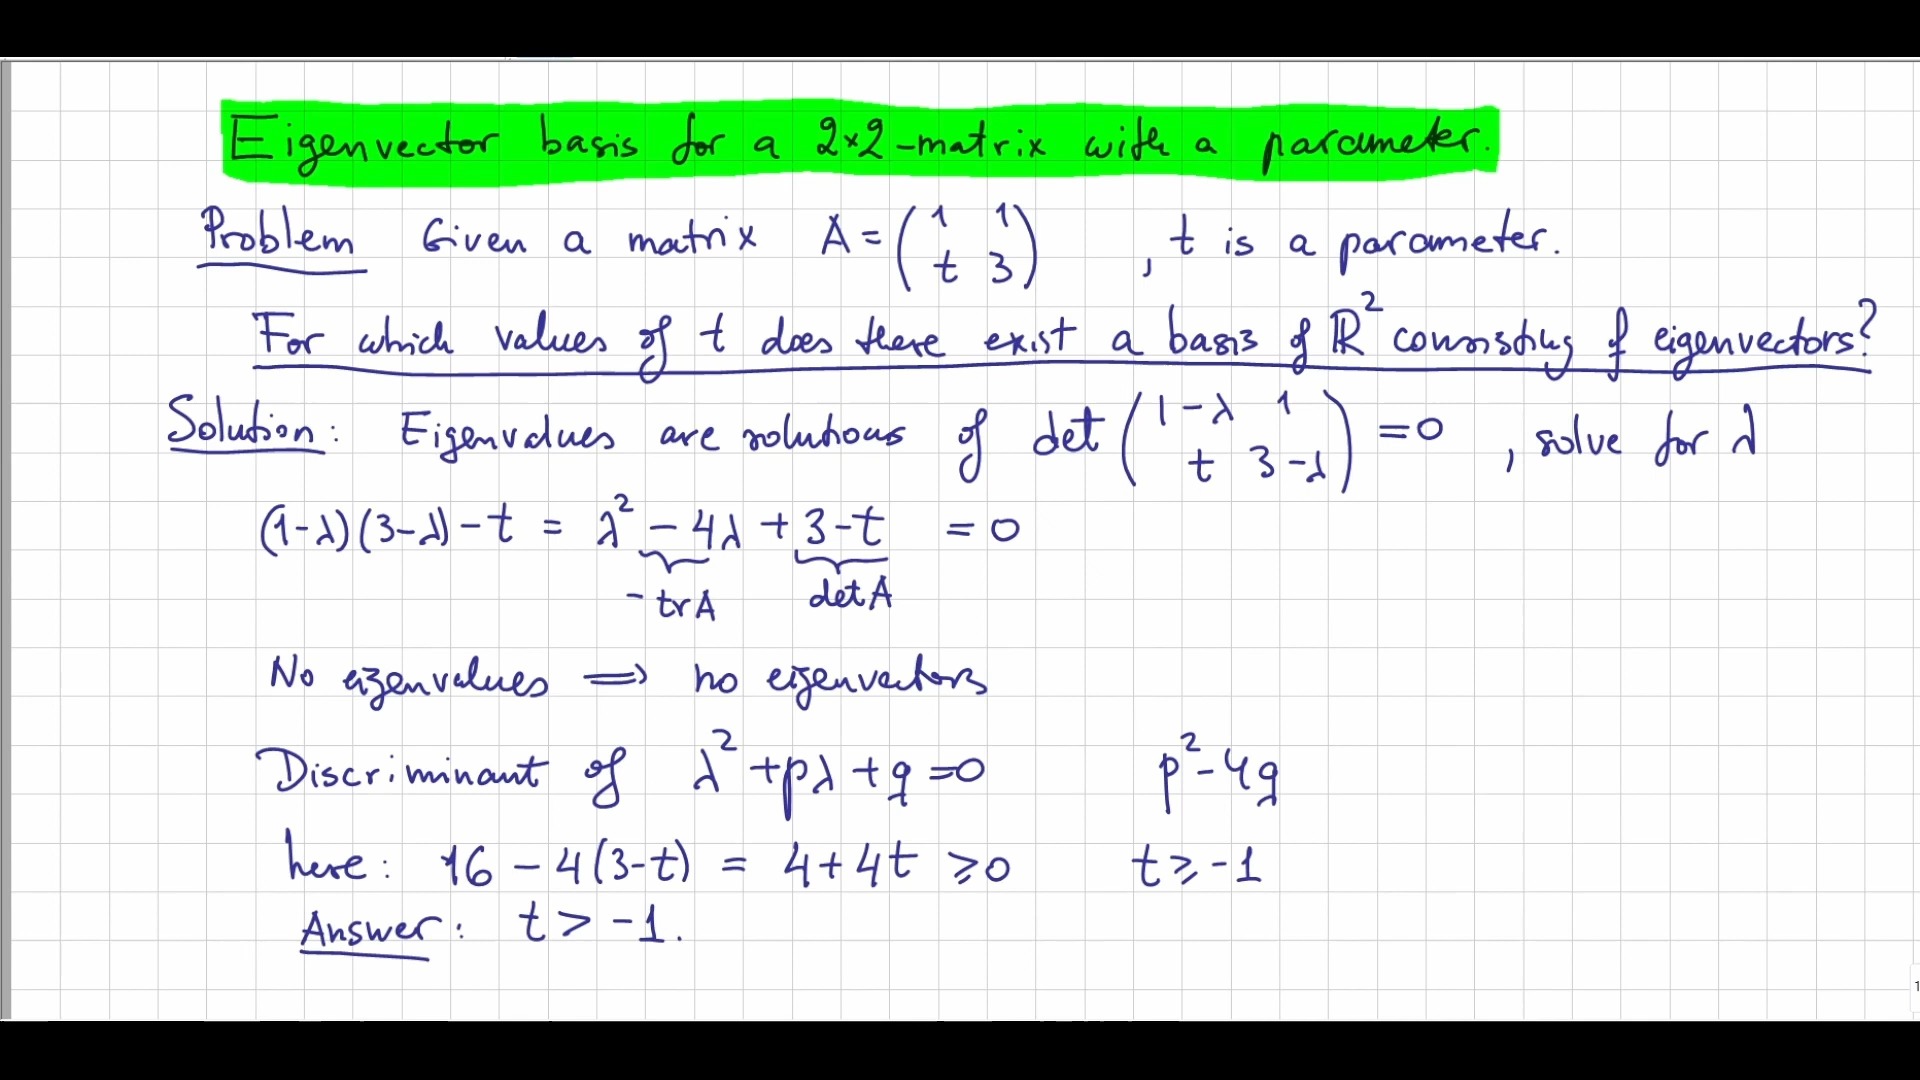 Eigenvector basis for a 2×2-matrix with a parameter.
Problem Given a matrix A = (1 1; t 3), t is a parameter.
For which values of t does there exist a basis of ℝ² consisting of eigenvectors?
Solution: Eigenvalues are solutions of det (1-λ 1; t 3-λ) = 0, solve for λ
(1-λ)(3-λ) - t = λ² - 4λ + 3-t = 0
- trA detA
No eigenvalues ⟹ no eigenvectors
Discriminant of λ² + pλ + q = 0 p² - 4q
here: 16 - 4(3-t) = 4 + 4t ⩾ 0 t ⩾ -1
Answer: t > -1.
1